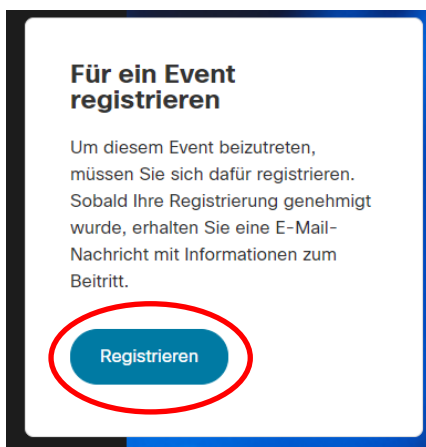 Für ein Event
registrieren
Um diesem Event beizutreten,
müssen Sie sich dafür registrieren.
Sobald Ihre Registrierung genehmigt
wurde, erhalten Sie eine E-Mail-
Nachricht mit Informationen zum
Beitritt.
Registrieren